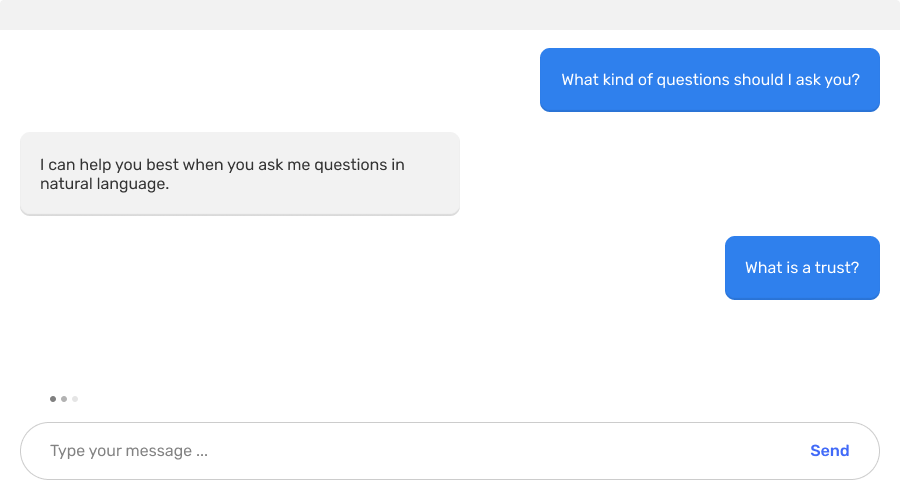 What kind of questions should I ask you?
I can help you best when you ask me questions in
natural language.
What is a trust?
Type your message ...
Send